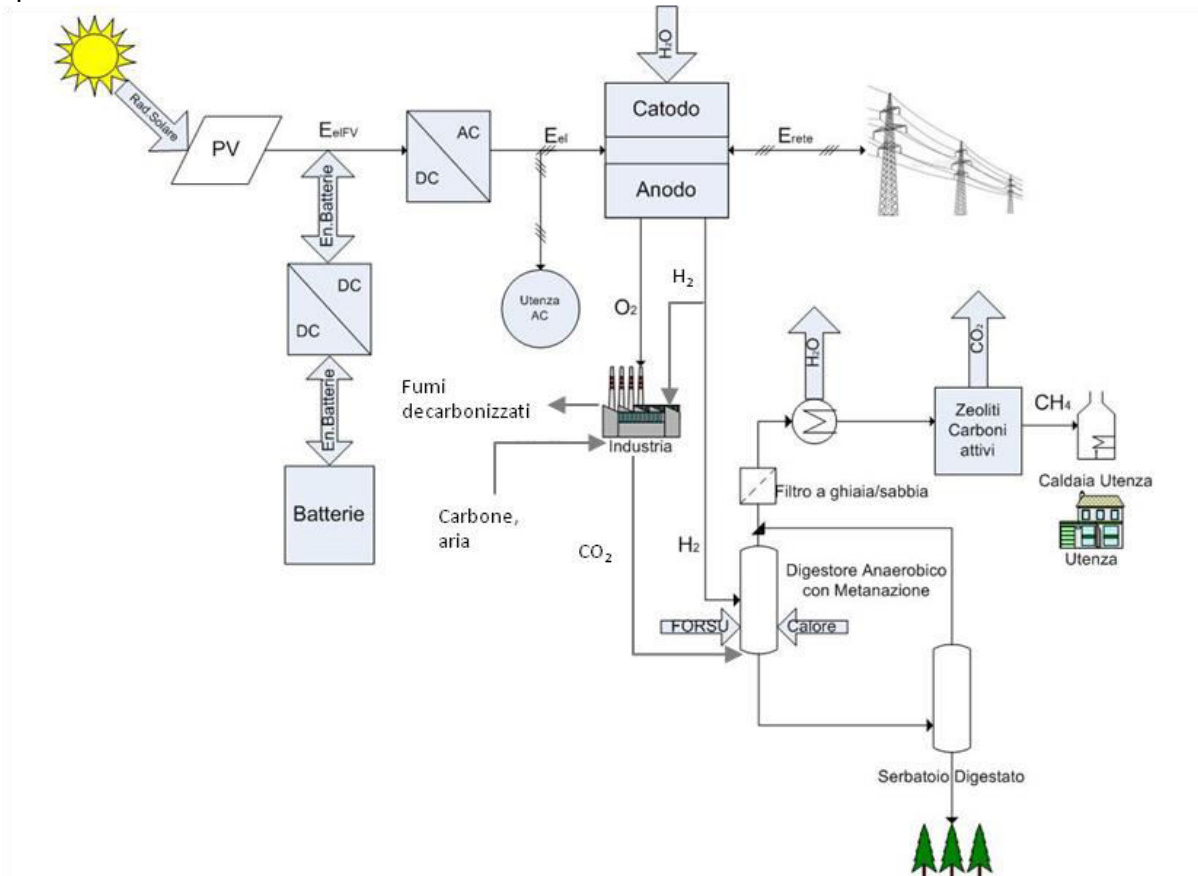 H₂O
Rad.Solare
PV
EelFV
AC
DC
Eel
Catodo
Anodo
Erete
En.Batterie
DC
DC
En.Batterie
Batterie
Utenza
AC
O₂
H₂
Fumi
decarbonizzati
Industria
Carbone,
aria
CO₂
H₂
H₂O
CO₂
Zeoliti
Carboni
attivi
CH₄
Caldaia Utenza
Utenza
Filtro a ghiaia/sabbia
Digestore Anaerobico
con Metanazione
FORSU
Calore
Serbatoio Digestato